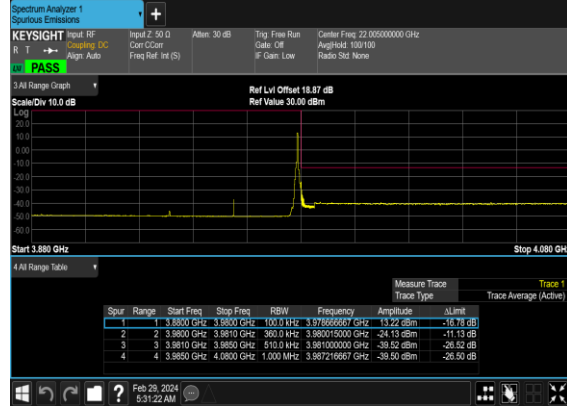 Spectrum Analyzer 1
Spurious Emissions
+
KEYSIGHT Input: RF Input Z: 50 Ω Atten: 30 dB Trig: Free Run Center Freq: 22.005000000 GHz
R T Coupling: DC Corr CCorr Gate: Off Avg|Hold: 100/100
Align: Auto Freq Ref: Int (S) IF Gain: Low Radio Std: None
PASS
3 All Range Graph
Ref Lvl Offset 18.87 dB
Scale/Div 10.0 dB Ref Value 30.00 dBm
Log
20.0
10.0
0.00
-10.0
-20.0
-30.0
-40.0
-50.0
-60.0
Start 3.880 GHz Stop 4.080 GHz
4 All Range Table
Measure Trace Trace 1
Trace Type Trace Average (Active)
Spur Range Start Freq Stop Freq RBW Frequency Amplitude ΔLimit
1 1 3.8800 GHz 3.9800 GHz 100.0 kHz 3.978666667 GHz 13.22 dBm -16.78 dB
2 2 3.9800 GHz 3.9810 GHz 360.0 kHz 3.980015000 GHz -24.13 dBm -11.13 dB
3 3 3.9810 GHz 3.9850 GHz 510.0 kHz 3.981000000 GHz -39.52 dBm -26.52 dB
4 4 3.9850 GHz 4.0800 GHz 1.000 MHz 3.987216667 GHz -39.50 dBm -26.50 dB
? Feb 29, 2024
5:31:22 AM